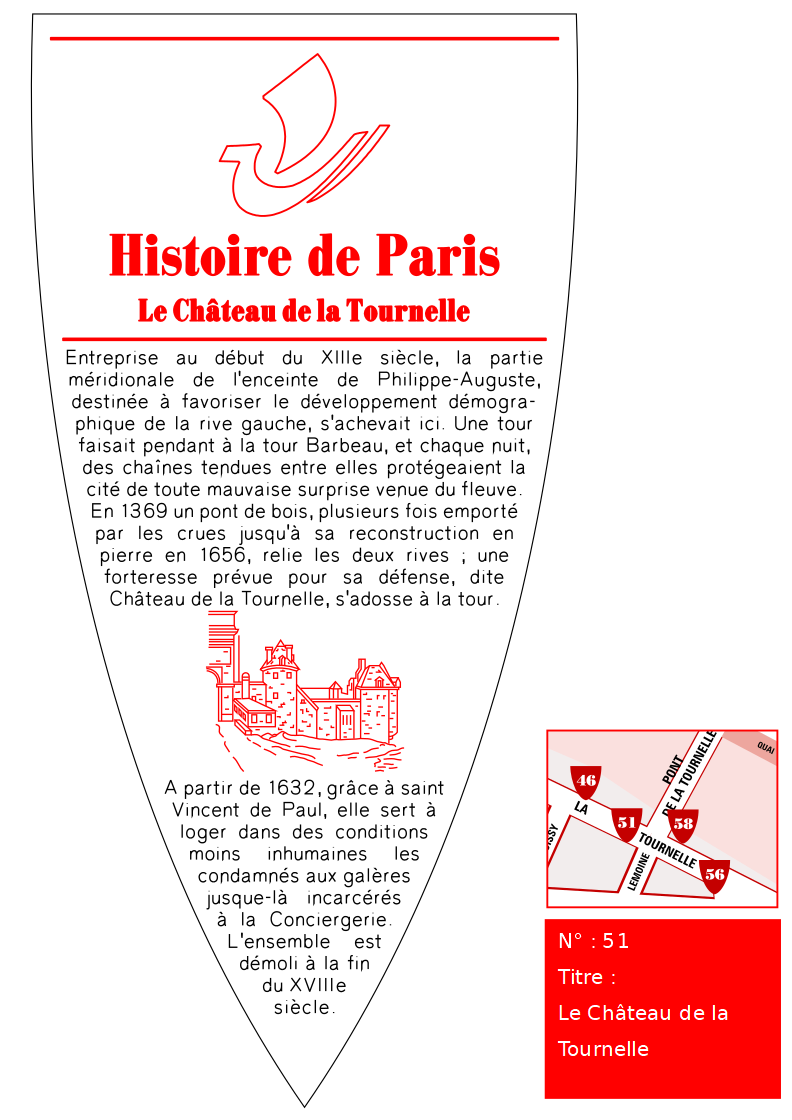 Histoire de Paris
Le Château de la Tournelle
Entreprise au début du XIIIe siècle, la partie
méridionale de l'enceinte de Philippe-Auguste,
destinée à favoriser le développement démogra-
phique de la rive gauche, s'achevait ici. Une tour
faisait pendant à la tour Barbeau, et chaque nuit,
des chaînes tendues entre elles protégeaient la
cité de toute mauvaise surprise venue du fleuve.
En 1369 un pont de bois, plusieurs fois emporté
par les crues jusqu'à sa reconstruction en
pierre en 1656, relie les deux rives ; une
forteresse prévue pour sa défense, dite
Château de la Tournelle, s'adosse à la tour.
A partir de 1632, grâce à saint
Vincent de Paul, elle sert à
loger dans des conditions
moins inhumaines les
condamnés aux galères
jusque-là incarcérés
à la Conciergerie.
L'ensemble est
démoli à la fin
du XVIIIe
siècle.
QUAI
PONT
DE LA TOURNELLE
46
LA
51
58
TOURNELLE
ISSY
LEMOINE
56
N° : 51
Titre :
Le Château de la
Tournelle